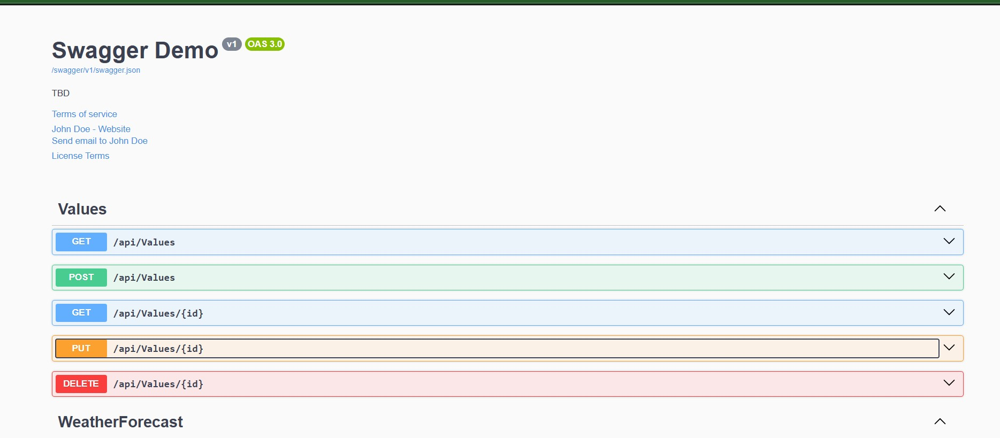 Swagger Demo v1 OAS 3.0
/swagger/v1/swagger.json
TBD
Terms of service
John Doe - Website
Send email to John Doe
License Terms
Values
GET /api/Values
POST /api/Values
GET /api/Values/{id}
PUT /api/Values/{id}
DELETE /api/Values/{id}
WeatherForecast